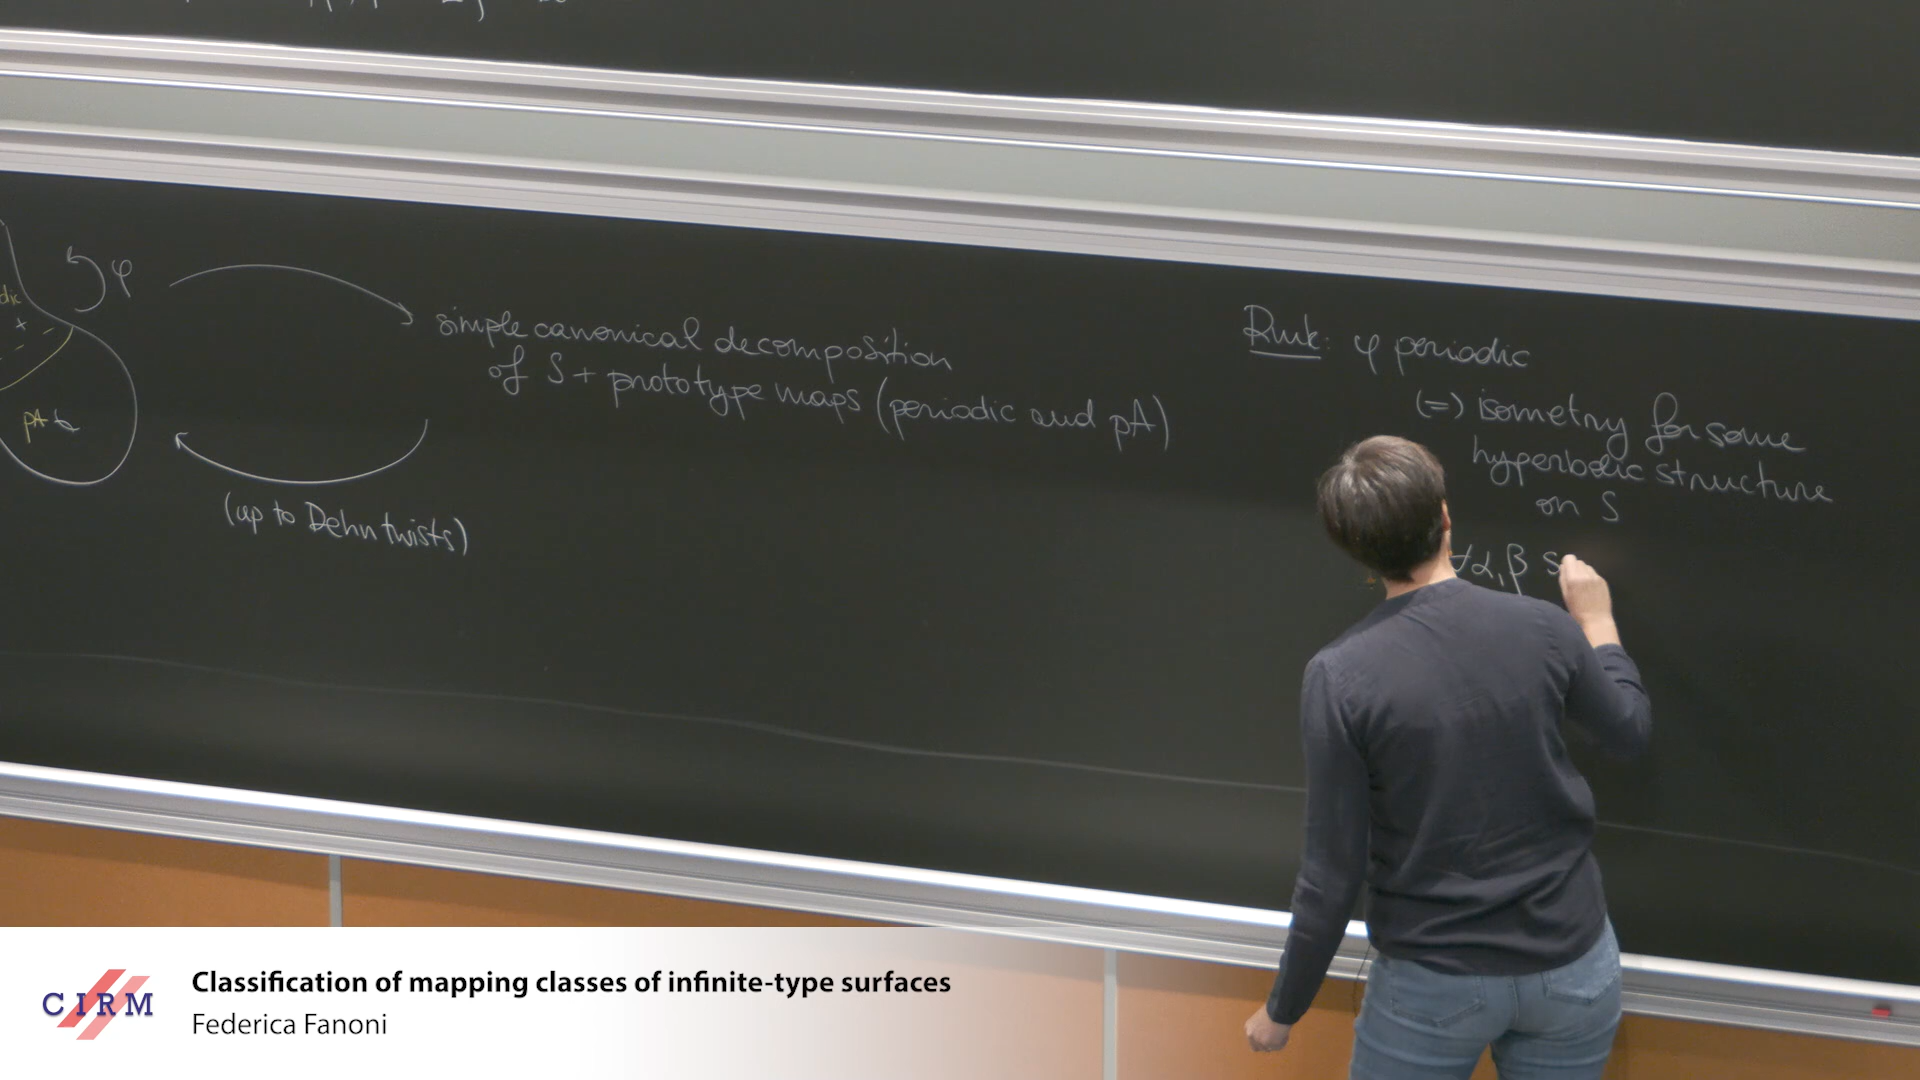 dic
φ
pA
simple canonical decomposition
of S + prototype maps (periodic and pA)
(up to Dehn twists)
Rmk: φ periodic
(=) isometry for some
hyperbolic structure
on S
∀α, β s
CIRM
Classification of mapping classes of infinite-type surfaces
Federica Fanoni